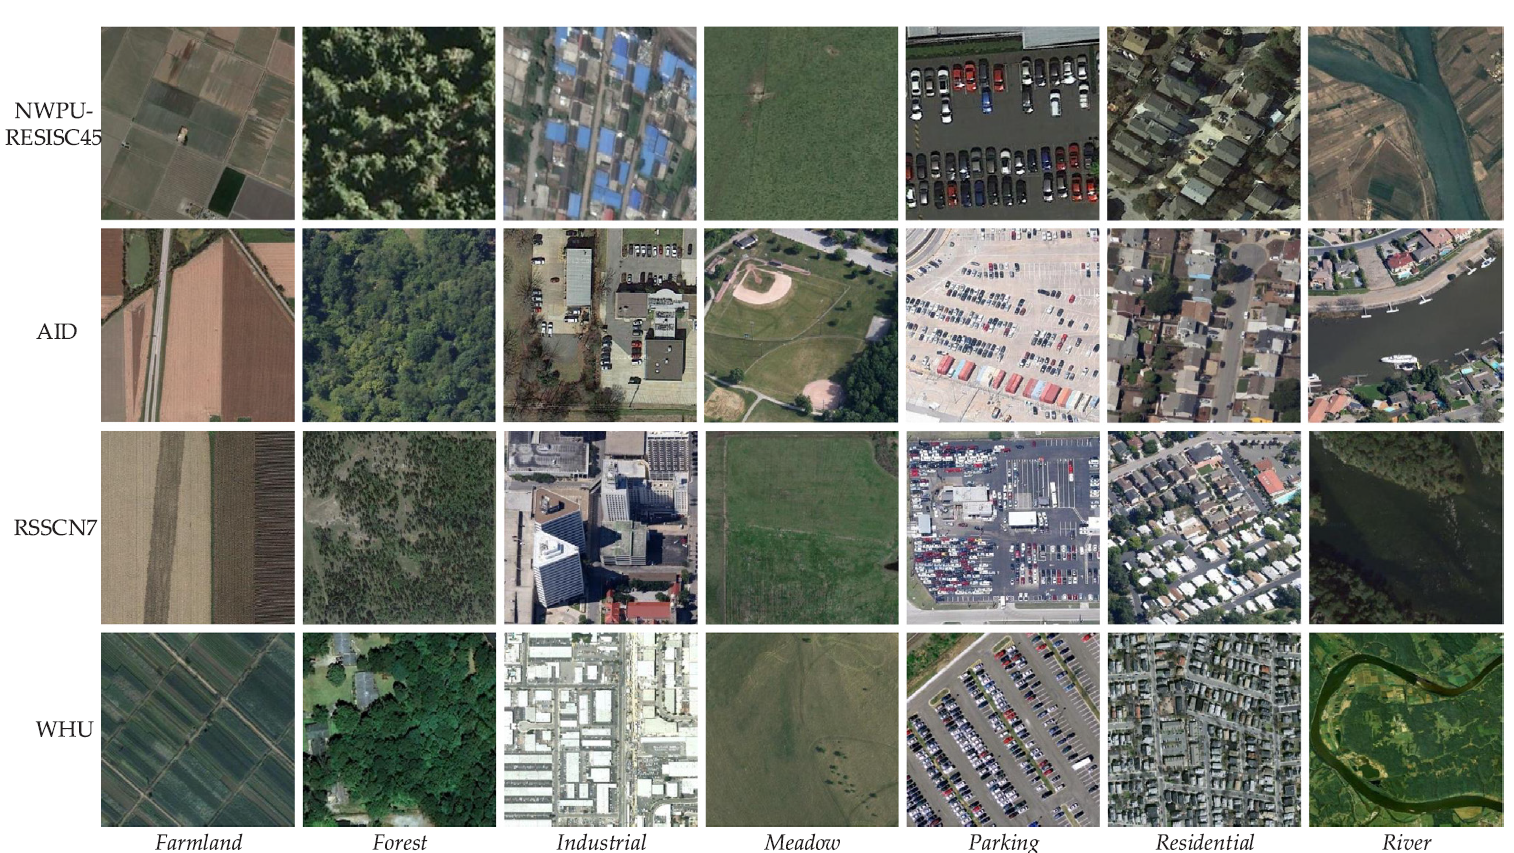 NWPU-
RESISC45
AID
RSSCN7
WHU
Farmland Forest Industrial Meadow Parking Residential River